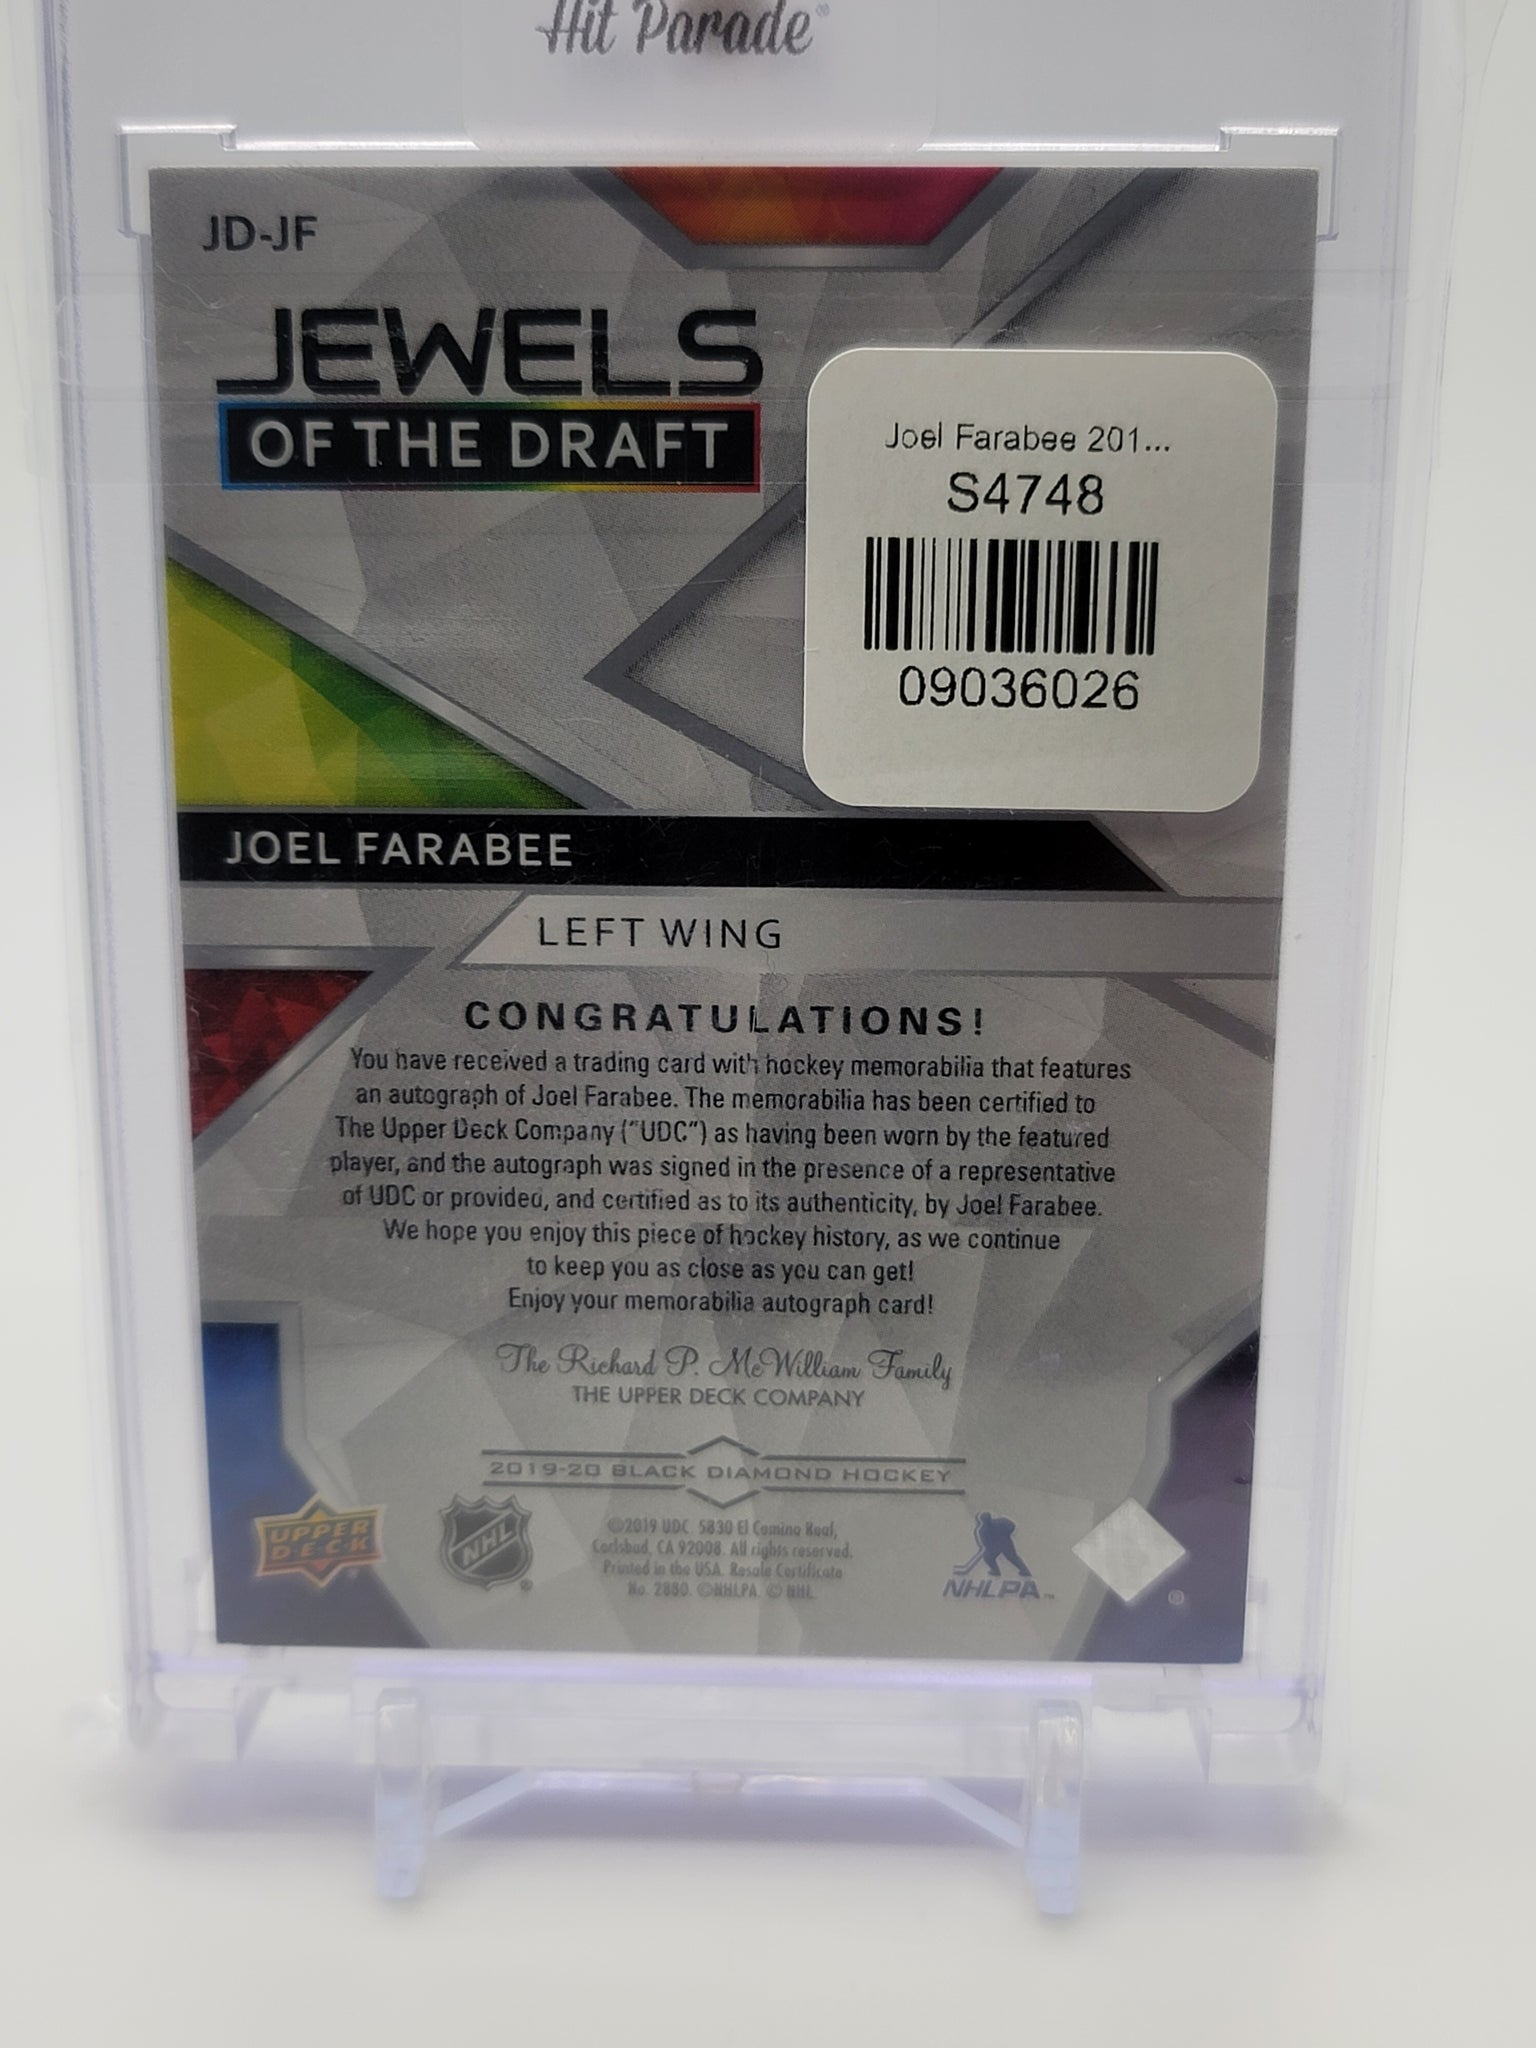 Hit Parade®
JD-JF
JEWELS
OF THE DRAFT
Joel Farabee 201...
S4748
09036026
JOEL FARABEE
LEFT WING
CONGRATULATIONS!
You have received a trading card with hockey memorabilia that features
an autograph of Joel Farabee. The memorabilia has been certified to
The Upper Deck Company ("UDC") as having been worn by the featured
player, and the autograph was signed in the presence of a representative
of UDC or provided, and certified as to its authenticity, by Joel Farabee.
We hope you enjoy this piece of hockey history, as we continue
to keep you as close as you can get!
Enjoy your memorabilia autograph card!
The Richard P. McWilliam Family
THE UPPER DECK COMPANY
2019-20 BLACK DIAMOND HOCKEY
UPPER
DECK
NHL
©2019 UDC. 5830 El Camino Real,
Carlsbad, CA 92008. All rights reserved.
Printed in the USA. Resale Certificate
No. 2880. ©NHLPA. © NHL.
NHLPA™
®